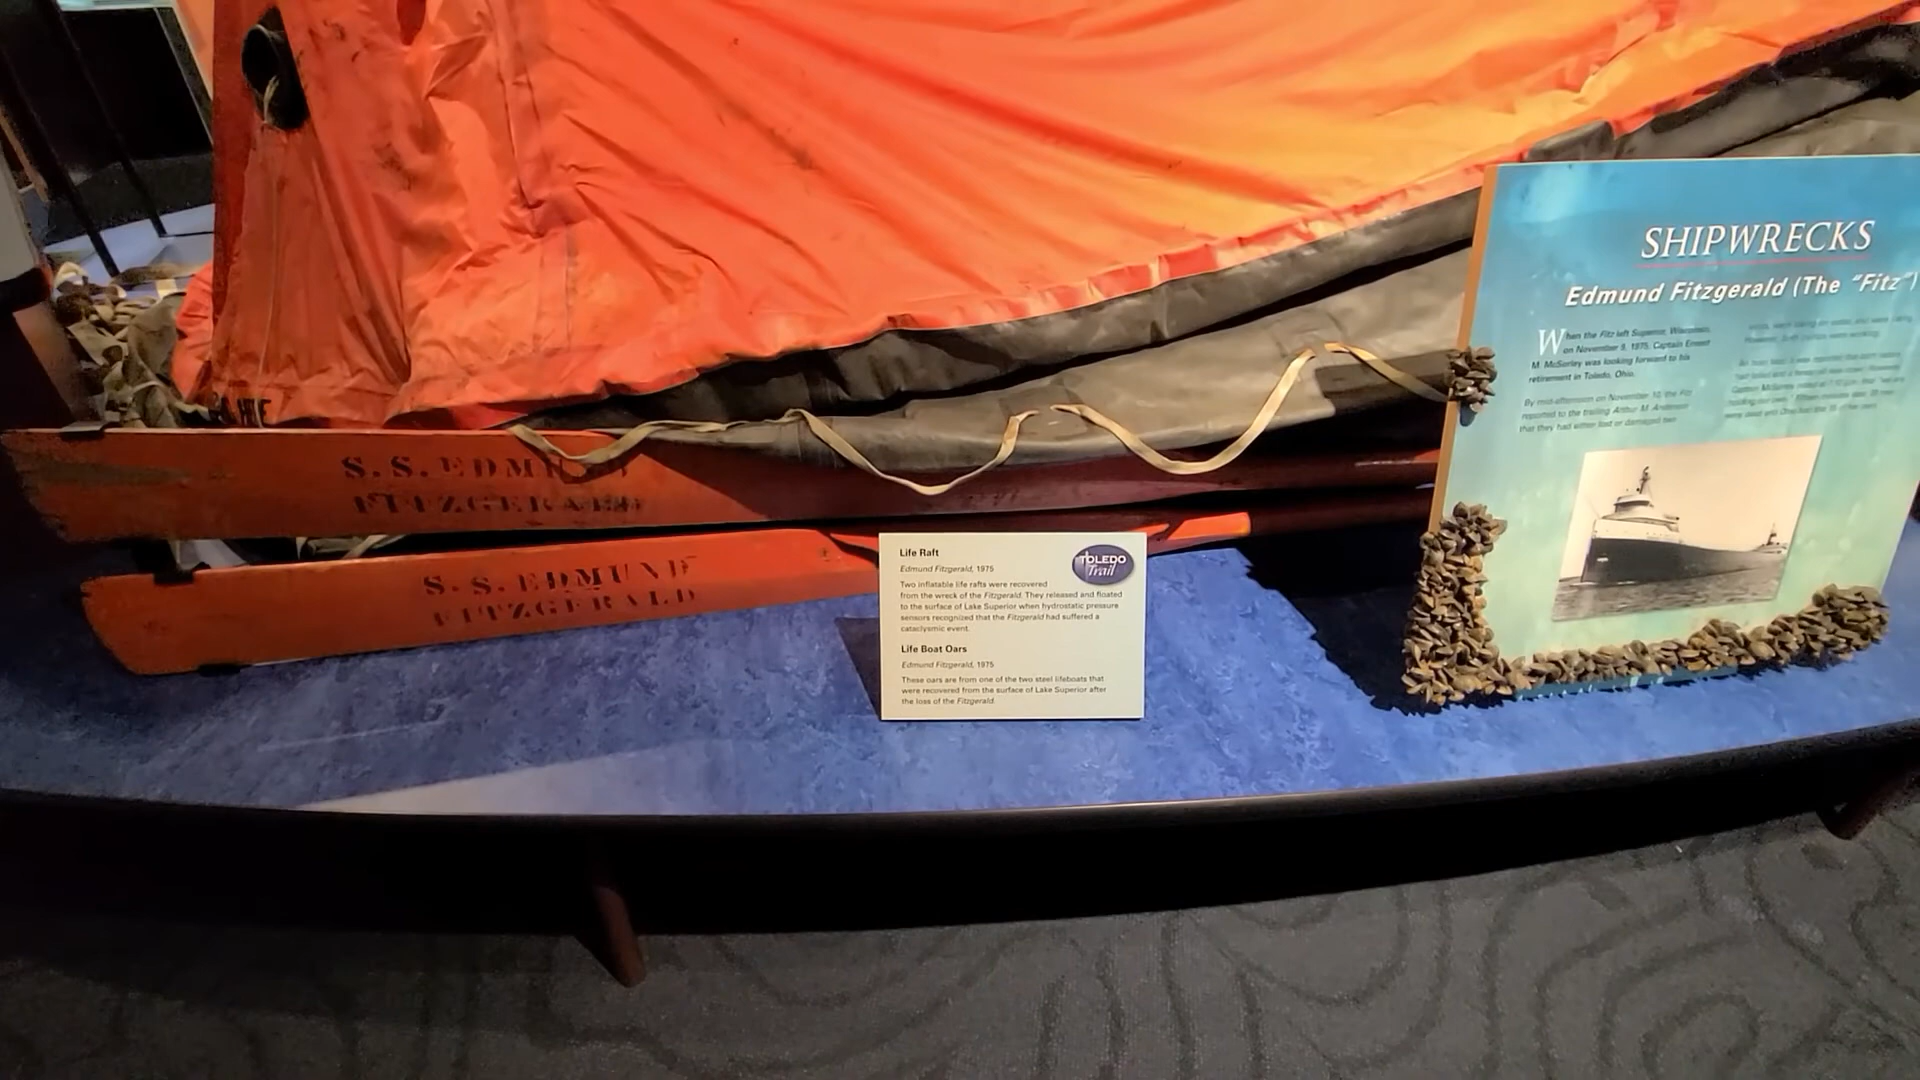 S.S. EDMUND
FITZGERALD
S.S. EDMUND
FITZGERALD
Life Raft
Edmund Fitzgerald, 1975
Two inflatable life rafts were recovered
from the wreck of the Fitzgerald. They released and floated
to the surface of Lake Superior when hydrostatic pressure
sensors recognized that the Fitzgerald had suffered a
cataclysmic event.
Life Boat Oars
Edmund Fitzgerald, 1975
These oars are from one of the two steel lifeboats that
were recovered from the surface of Lake Superior after
the loss of the Fitzgerald.
TOLEDO
Trail
SHIPWRECKS
Edmund Fitzgerald (The "Fitz")
When the Fitz left Superior, Wisconsin,
on November 9, 1975, Captain Ernest
M. McSorley was looking forward to his
retirement in Toledo, Ohio.
By mid-afternoon on November 10, the Fitz
reported to the trailing Arthur M. Anderson
that they had either lost or damaged two